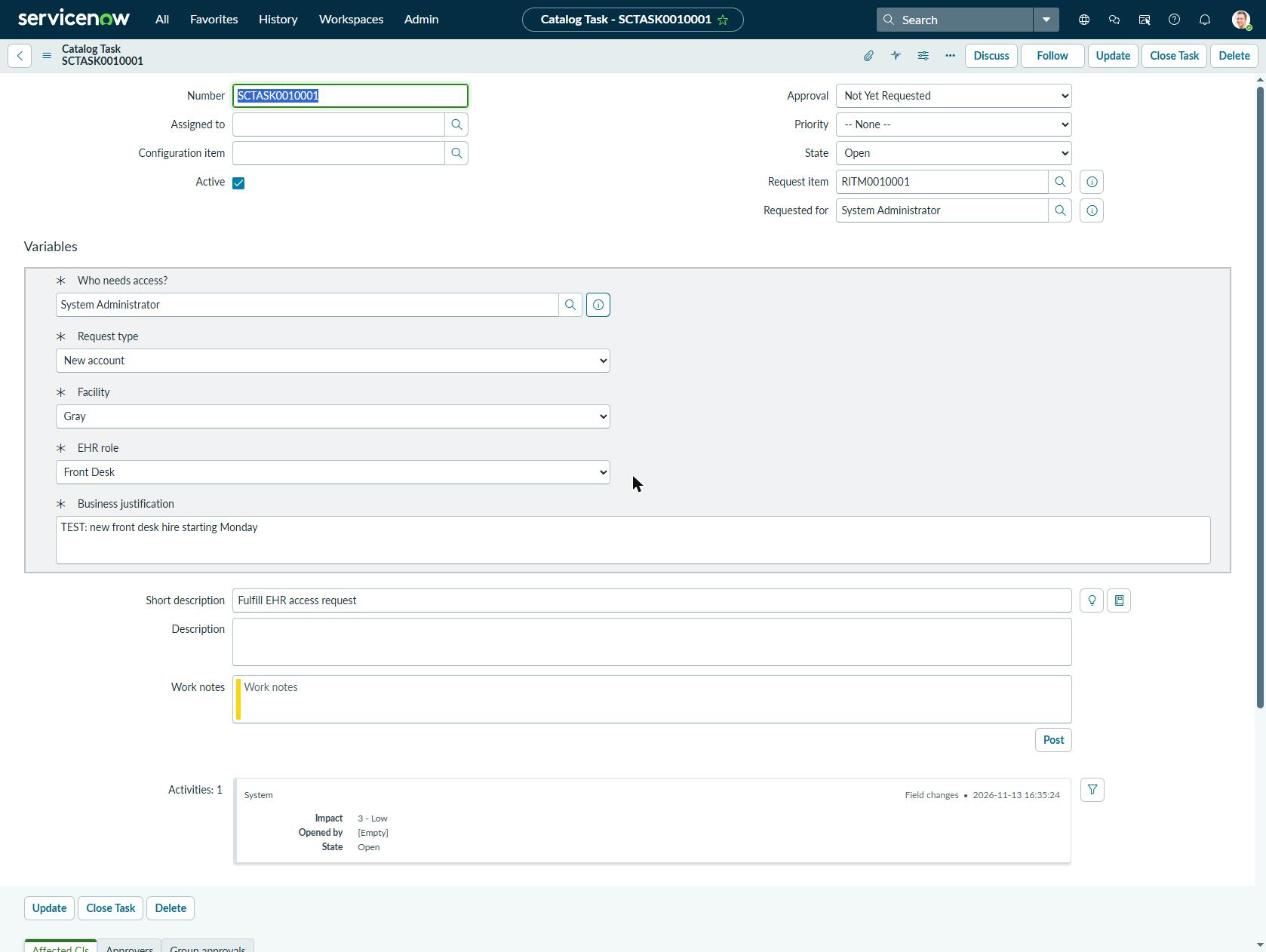 servicenow All Favorites History Workspaces Admin Catalog Task - SCTASK0010001 Search
Catalog Task
SCTASK0010001
Discuss Follow Update Close Task Delete
Number SCTASK0010001 Approval Not Yet Requested
Assigned to Priority -- None --
Configuration item State Open
Active Request item RITM0010001
Requested for System Administrator
Variables
Who needs access?
System Administrator
Request type
New account
Facility
Gray
EHR role
Front Desk
Business justification
TEST: new front desk hire starting Monday
Short description Fulfill EHR access request
Description
Work notes Work notes
Post
Activities: 1 System Field changes • 2026-11-13 16:35:24
Impact 3 - Low
Opened by [Empty]
State Open
Update Close Task Delete
Affected CIs Approvers Group approvals